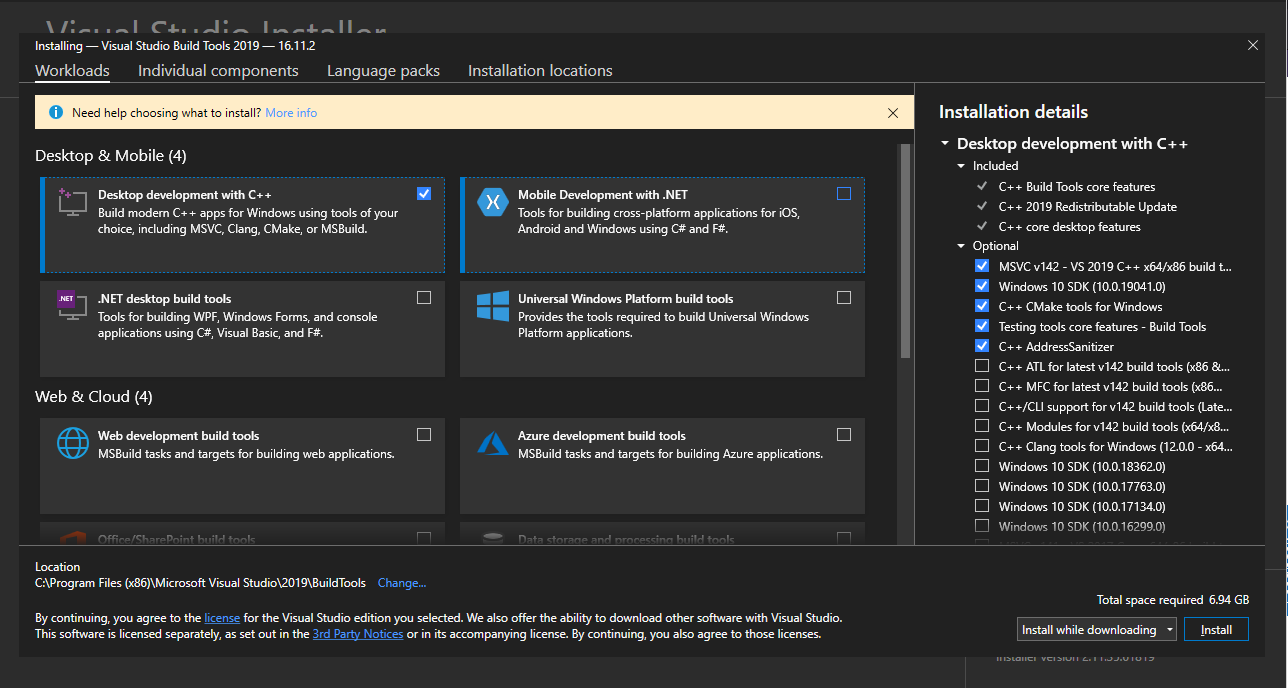 Visual Studio Installer
Installing — Visual Studio Build Tools 2019 — 16.11.2
Workloads Individual components Language packs Installation locations
Need help choosing what to install? More info
Desktop & Mobile (4)
Desktop development with C++
Build modern C++ apps for Windows using tools of your
choice, including MSVC, Clang, CMake, or MSBuild.
Mobile Development with .NET
Tools for building cross-platform applications for iOS,
Android and Windows using C# and F#.
.NET
.NET desktop build tools
Tools for building WPF, Windows Forms, and console
applications using C#, Visual Basic, and F#.
Universal Windows Platform build tools
Provides the tools required to build Universal Windows
Platform applications.
Web & Cloud (4)
Web development build tools
MSBuild tasks and targets for building web applications.
Azure development build tools
MSBuild tasks and targets for building Azure applications.
Office/SharePoint build tools
Data storage and processing build tools
Installation details
Desktop development with C++
Included
C++ Build Tools core features
C++ 2019 Redistributable Update
C++ core desktop features
Optional
MSVC v142 - VS 2019 C++ x64/x86 build t...
Windows 10 SDK (10.0.19041.0)
C++ CMake tools for Windows
Testing tools core features - Build Tools
C++ AddressSanitizer
C++ ATL for latest v142 build tools (x86 &...
C++ MFC for latest v142 build tools (x86...
C++/CLI support for v142 build tools (Late...
C++ Modules for v142 build tools (x64/x8...
C++ Clang tools for Windows (12.0.0 - x64...
Windows 10 SDK (10.0.18362.0)
Windows 10 SDK (10.0.17763.0)
Windows 10 SDK (10.0.17134.0)
Windows 10 SDK (10.0.16299.0)
Location
C:\Program Files (x86)\Microsoft Visual Studio\2019\BuildTools Change...
Total space required 6.94 GB
By continuing, you agree to the license for the Visual Studio edition you selected. We also offer the ability to download other software with Visual Studio.
This software is licensed separately, as set out in the 3rd Party Notices or in its accompanying license. By continuing, you also agree to those licenses.
Install while downloading Install